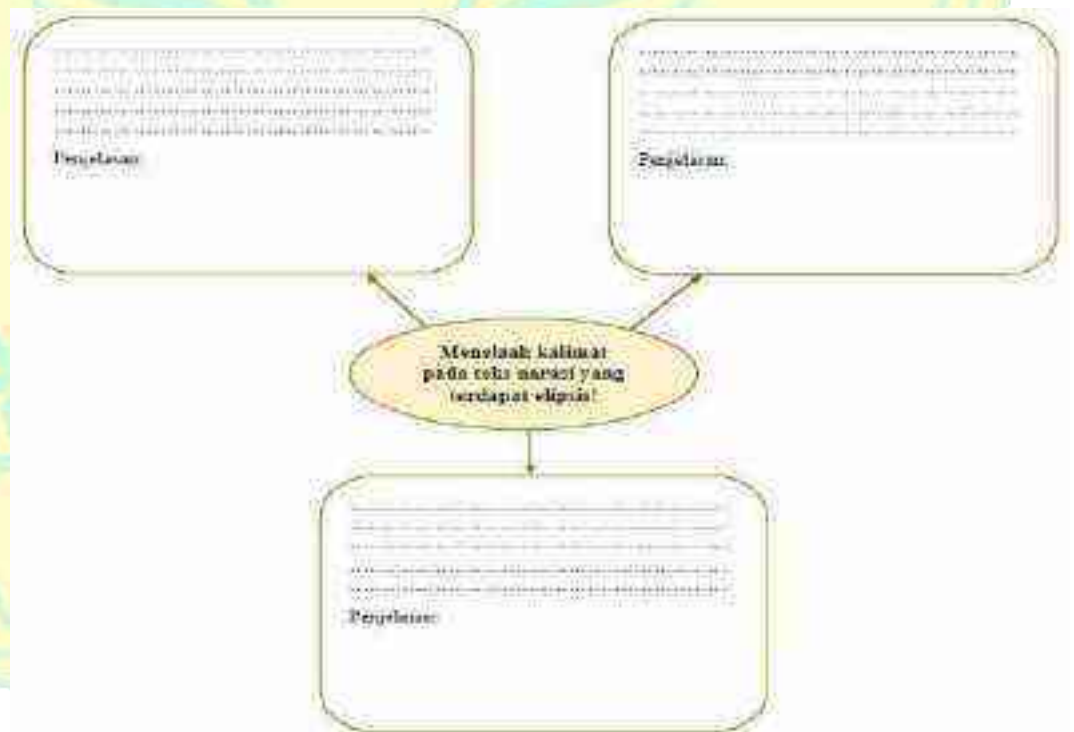 Penjelasan:
Penjelasan:
Menelaah kalimat
pada teks narasi yang
terdapat elipsis!
Penjelasan: